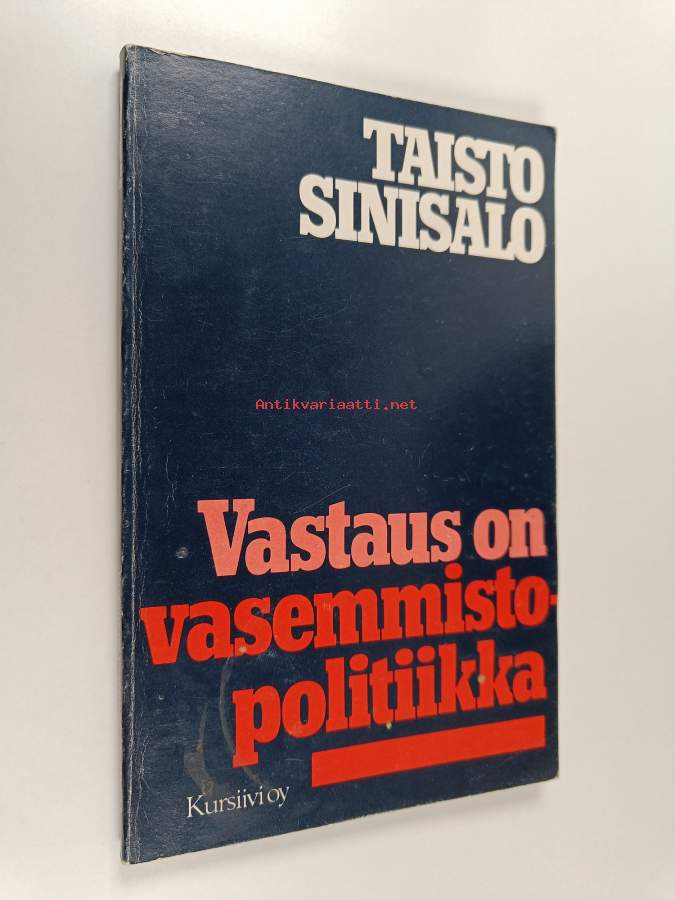 TAISTO
SINISALO
Antikvariaatti.net
Vastaus on
vasemmisto-
politiikka
Kursiivi oy